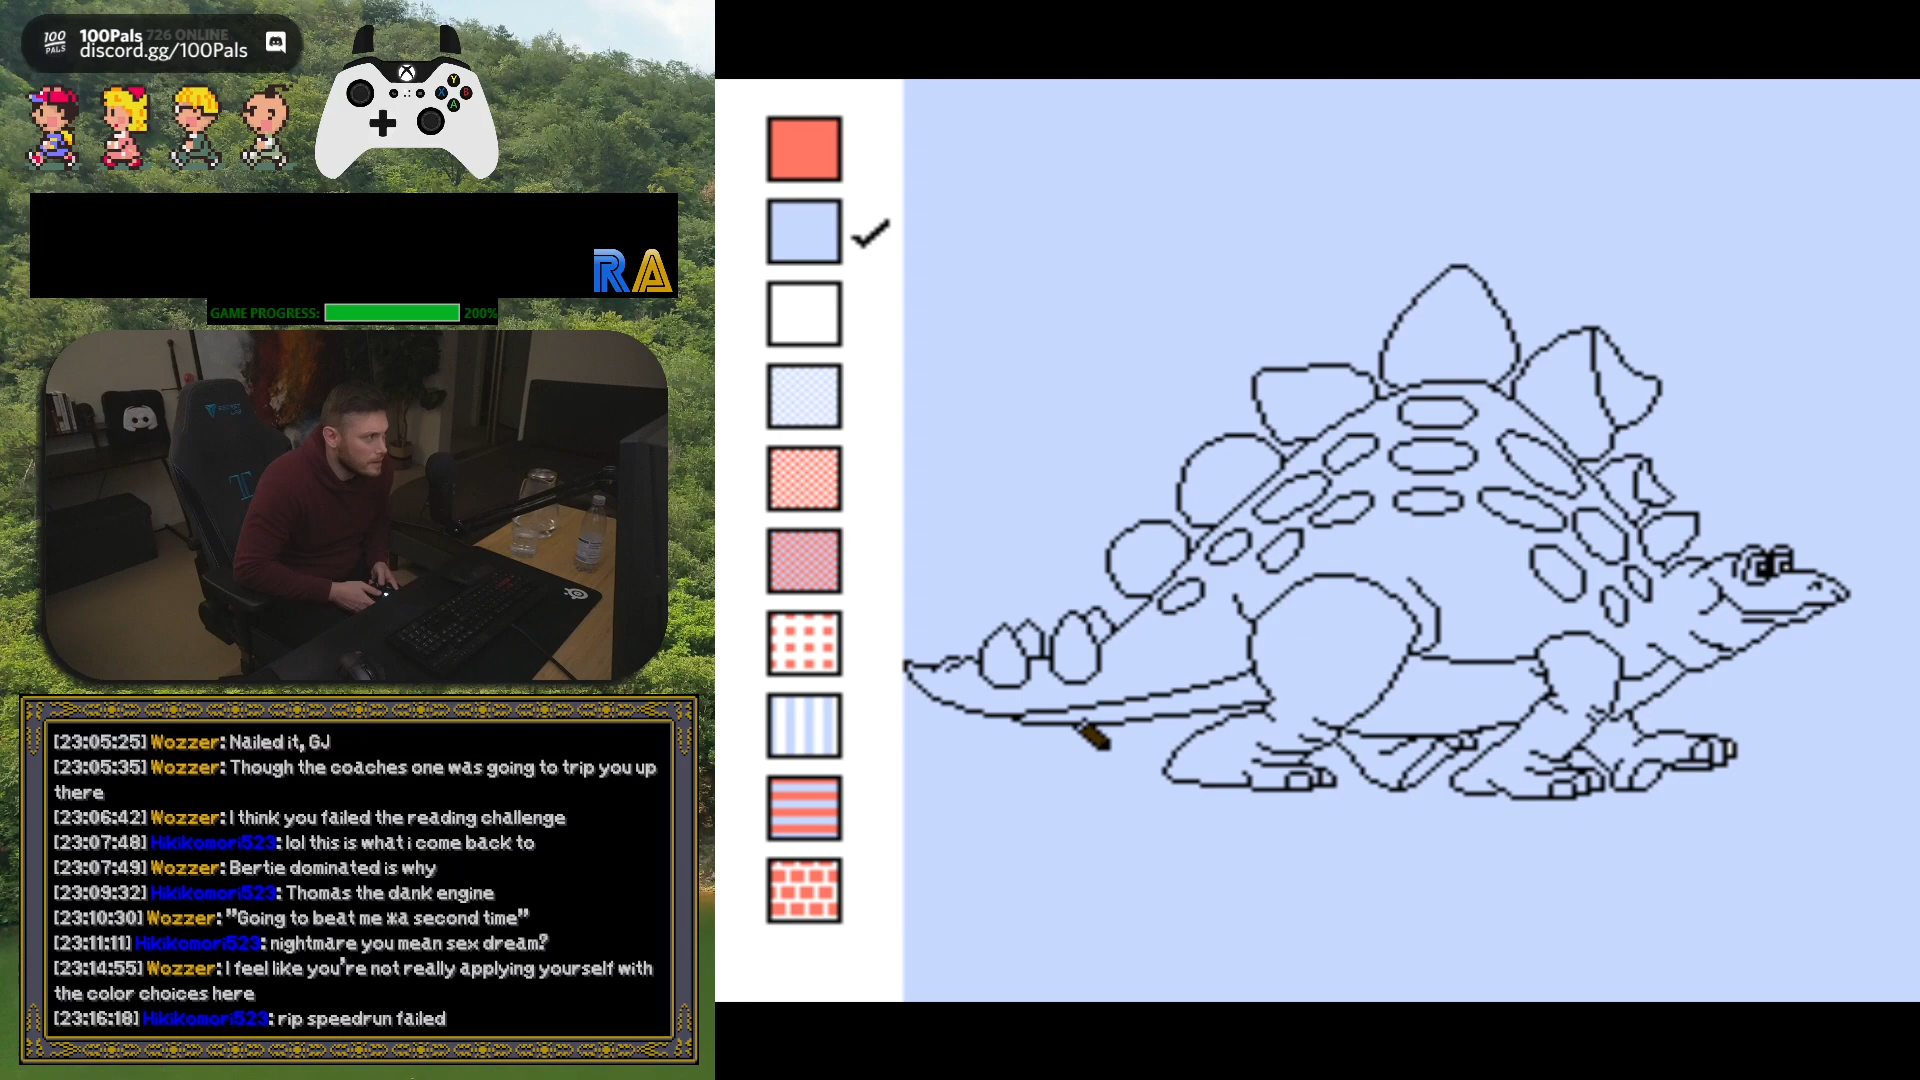 100 PALS
100Pals 726 ONLINE
discord.gg/100Pals
X Y B A
RA
GAME PROGRESS: 200%
[23:05:25] Wozzer: Nailed it, GJ
[23:05:35] Wozzer: Though the coaches one was going to trip you up
there
[23:06:42] Wozzer: I think you failed the reading challenge
[23:07:48] Hikikomori523: lol this is what i come back to
[23:07:49] Wozzer: Bertie dominated is why
[23:09:32] Hikikomori523: Thomas the dank engine
[23:10:30] Wozzer: "Going to beat me *a second time"
[23:11:11] Hikikomori523: nightmare you mean sex dream?
[23:14:55] Wozzer: I feel like you're not really applying yourself with
the color choices here
[23:16:18] Hikikomori523: rip speedrun failed